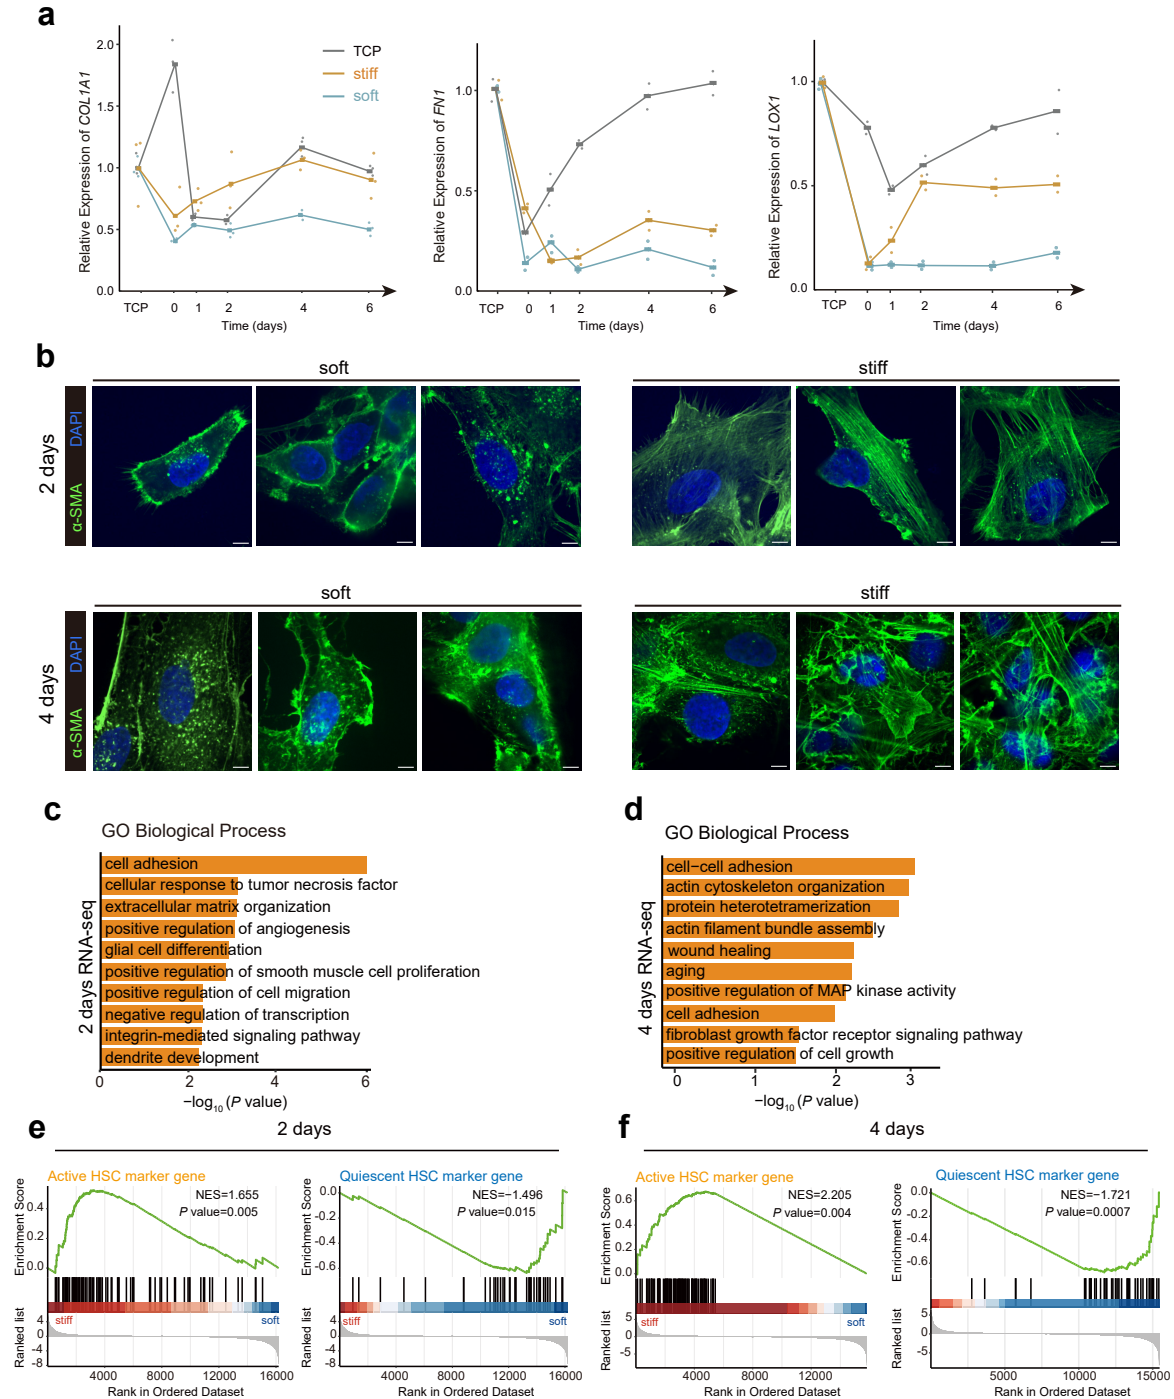 a
Relative Expression of COL1A1
2.0
1.5
1.0
0.5
0.0
TCP 0 1 2 4 6
Time (days)
TCP
stiff
soft
Relative Expression of FN1
1.0
0.5
0.0
TCP 0 1 2 4 6
Time (days)
Relative Expression of LOX1
1.0
0.5
0.0
TCP 0 1 2 4 6
Time (days)
b
soft
stiff
2 days
α-SMA DAPI
soft
stiff
4 days
α-SMA DAPI
c
GO Biological Process
2 days RNA-seq
cell adhesion
cellular response to tumor necrosis factor
extracellular matrix organization
positive regulation of angiogenesis
glial cell differentiation
positive regulation of smooth muscle cell proliferation
positive regulation of cell migration
negative regulation of transcription
integrin-mediated signaling pathway
dendrite development
0 2 4 6
−log10 (P value)
d
GO Biological Process
4 days RNA-seq
cell−cell adhesion
actin cytoskeleton organization
protein heterotetramerization
actin filament bundle assembly
wound healing
aging
positive regulation of MAP kinase activity
cell adhesion
fibroblast growth factor receptor signaling pathway
positive regulation of cell growth
0 1 2 3
−log10 (P value)
e
2 days
Active HSC marker gene
NES=1.655
P value=0.005
Enrichment Score
0.4
0.2
0.0
stiff soft
Ranked list
4
0
-4
-8
4000 8000 12000 16000
Rank in Ordered Dataset
Quiescent HSC marker gene
NES=−1.496
P value=0.015
Enrichment Score
0.0
-0.2
-0.4
-0.6
stiff soft
Ranked list
4
0
-4
-8
4000 8000 12000 16000
Rank in Ordered Dataset
f
4 days
Active HSC marker gene
NES=2.205
P value=0.004
Enrichment Score
0.6
0.4
0.2
0.0
stiff soft
Ranked list
5
0
-5
4000 8000 12000
Rank in Ordered Dataset
Quiescent HSC marker gene
NES=−1.721
P value=0.0007
Enrichment Score
0.0
-0.2
-0.4
-0.6
Ranked list
5
0
-5
5000 10000 15000
Rank in Ordered Dataset